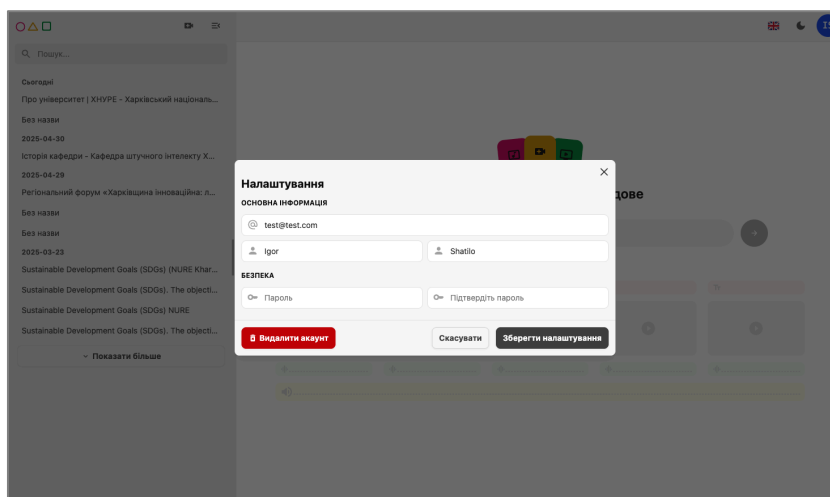 IS
Пошук...
Сьогодні
Про університет | ХНУРЕ - Харківський національ...
Без назви
2025-04-30
Історія кафедри - Кафедра штучного інтелекту Х...
2025-04-29
Регіональний форум «Харківщина інноваційна: л...
Без назви
Без назви
2025-03-23
Sustainable Development Goals (SDGs) (NURE Khar...
Sustainable Development Goals (SDGs). The objecti...
Sustainable Development Goals (SDGs) NURE
Sustainable Development Goals (SDGs). The objecti...
Показати більше
дове
Налаштування
ОСНОВНА ІНФОРМАЦІЯ
test@test.com
Igor
Shatilo
БЕЗПЕКА
Пароль
Підтвердіть пароль
Видалити акаунт
Скасувати
Зберегти налаштування